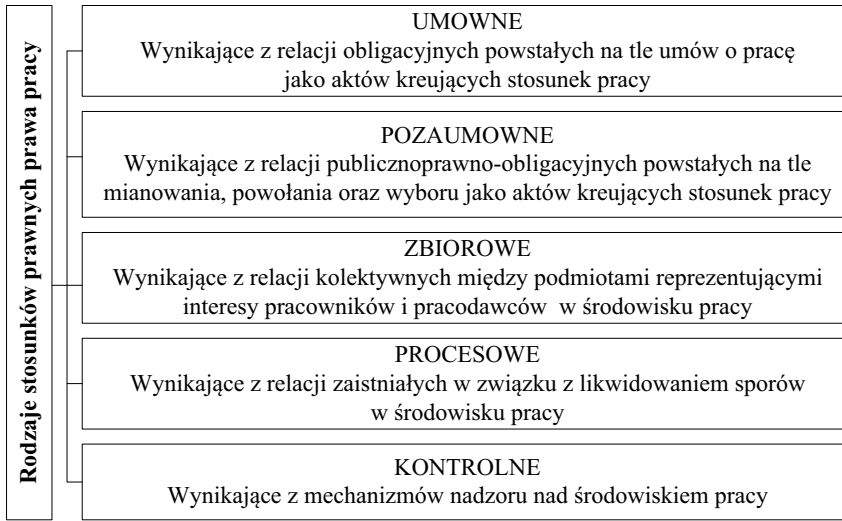 Rodzaje stosunków prawnych prawa pracy
UMOWNE
Wynikające z relacji obligacyjnych powstałych na tle umów o pracę
jako aktów kreujących stosunek pracy
POZAUMOWNE
Wynikające z relacji publicznoprawno-obligacyjnych powstałych na tle
mianowania, powołania oraz wyboru jako aktów kreujących stosunek pracy
ZBIOROWE
Wynikające z relacji kolektywnych między podmiotami reprezentującymi
interesy pracowników i pracodawców w środowisku pracy
PROCESOWE
Wynikające z relacji zaistniałych w związku z likwidowaniem sporów
w środowisku pracy
KONTROLNE
Wynikające z mechanizmów nadzoru nad środowiskiem pracy